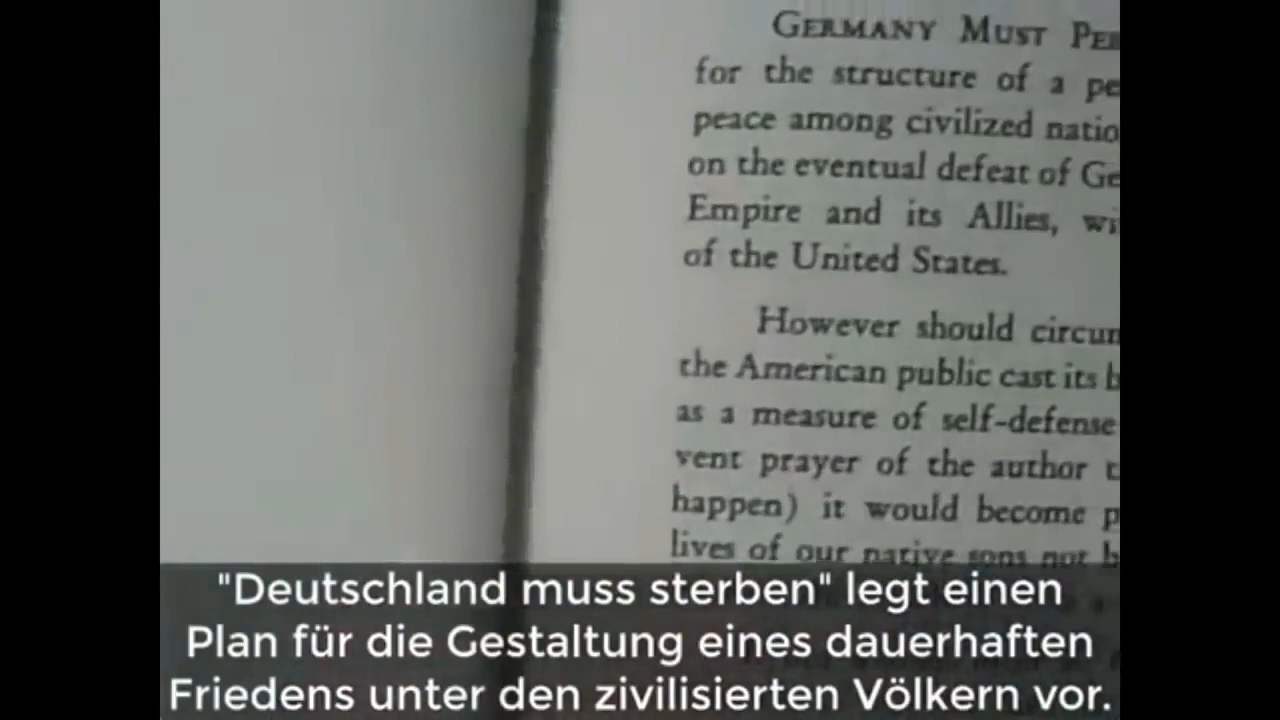 GERMANY MUST
for the structure of a
peace among civilized
on the eventual defeat of
Empire and its Allies,
of the United States.
However should
the American public cast its
as a measure of self-defense
vent prayer of the author
happen) it would become
lives of our native sons not
"Deutschland muss sterben" legt einen
Plan für die Gestaltung eines dauerhaften
Friedens unter den zivilisierten Völkern vor.